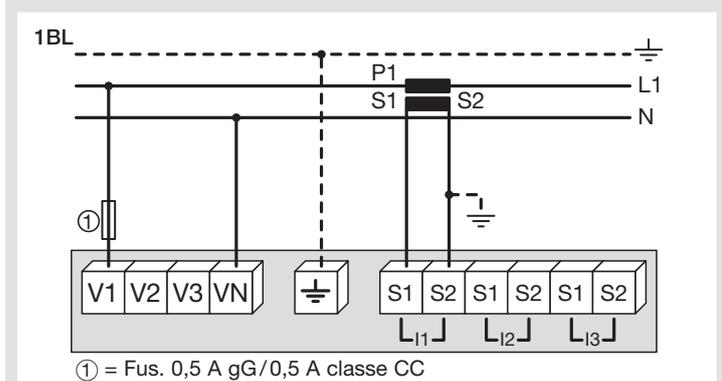 1BL
P1
L1
S1 S2
N
①
V1 V2 V3 VN S1 S2 S1 S2 S1 S2
I1 I2 I3
① = Fus. 0,5 A gG/0,5 A classe CC